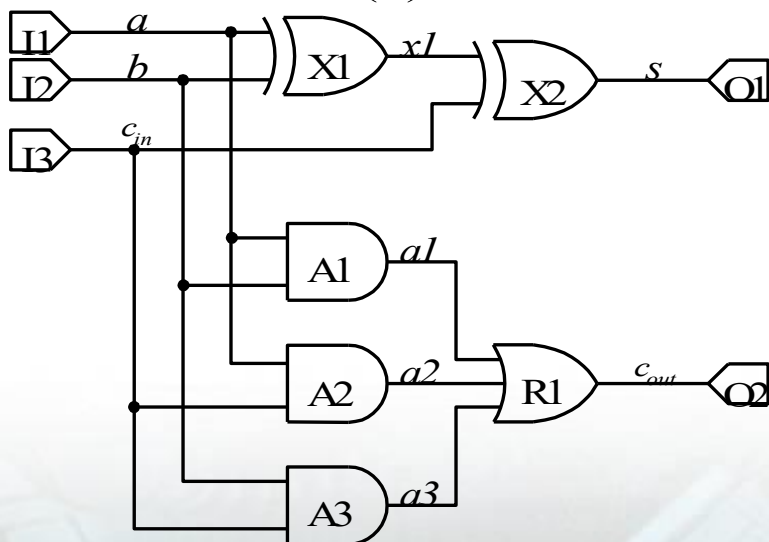 I1 a x1
X1
I2 b X2 s O1
I3 c_in
A1 a1
A2 a2 R1 c_out O2
A3 a3